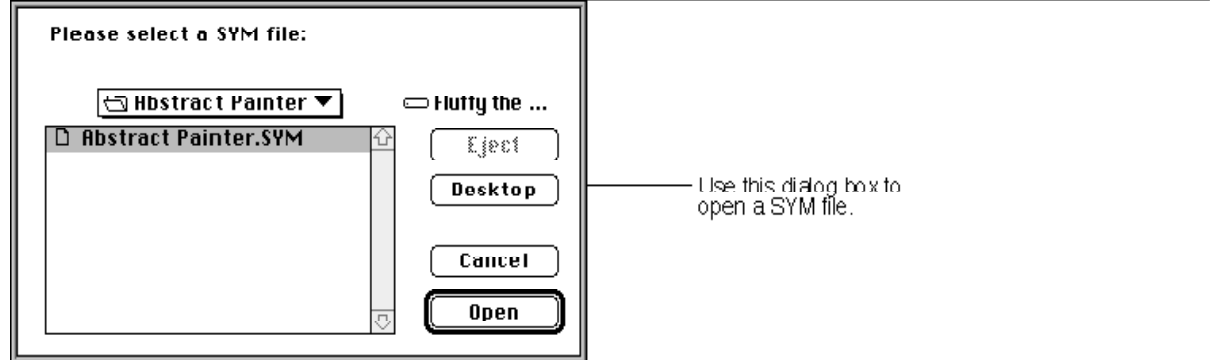 Please select a SYM file:
Abstract Painter
Fluffy the ...
Abstract Painter.SYM
Eject
Desktop
Use this dialog box to
open a SYM file.
Cancel
Open